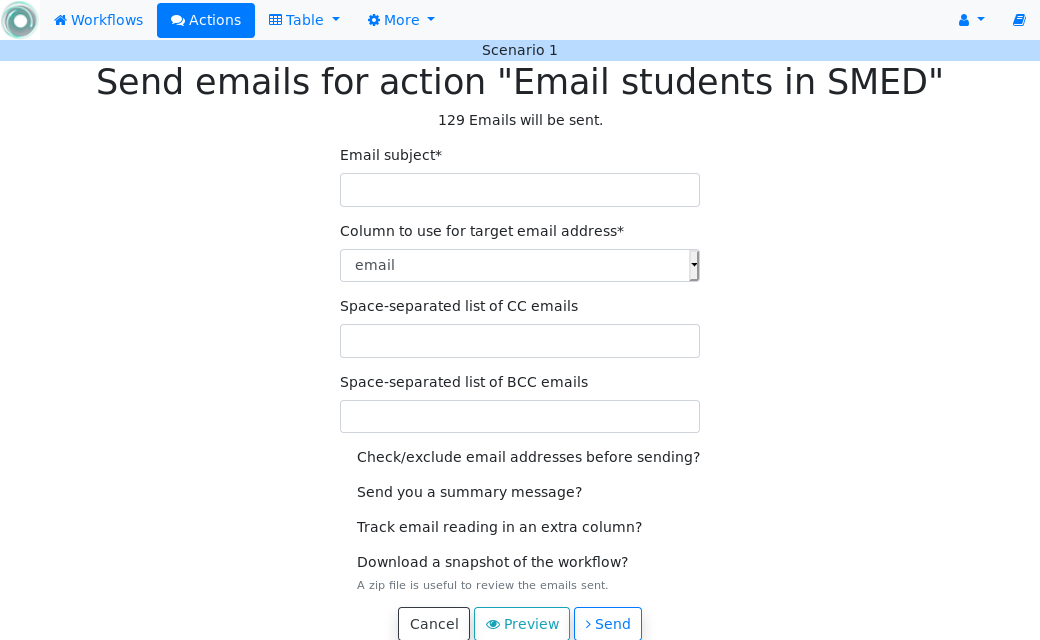 Workflows Actions Table More
Scenario 1
Send emails for action "Email students in SMED"
129 Emails will be sent.
Email subject*
Column to use for target email address*
email
Space-separated list of CC emails
Space-separated list of BCC emails
Check/exclude email addresses before sending?
Send you a summary message?
Track email reading in an extra column?
Download a snapshot of the workflow?
A zip file is useful to review the emails sent.
Cancel Preview Send